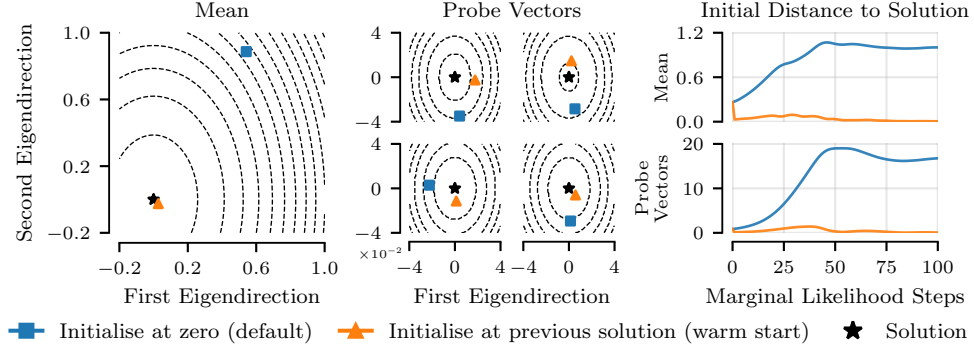 Mean
Second Eigendirection
1.0
0.6
0.2
−0.2
−0.2
0.2
0.6
1.0
First Eigendirection
Probe Vectors
4
0
−4
4
0
−4
×10⁻²
−4
0
4
−4
0
4
First Eigendirection
Initial Distance to Solution
Mean
1.2
0.6
0.0
Probe
Vectors
20
10
0
0
25
50
75
100
Marginal Likelihood Steps
Initialise at zero (default)
Initialise at previous solution (warm start)
Solution